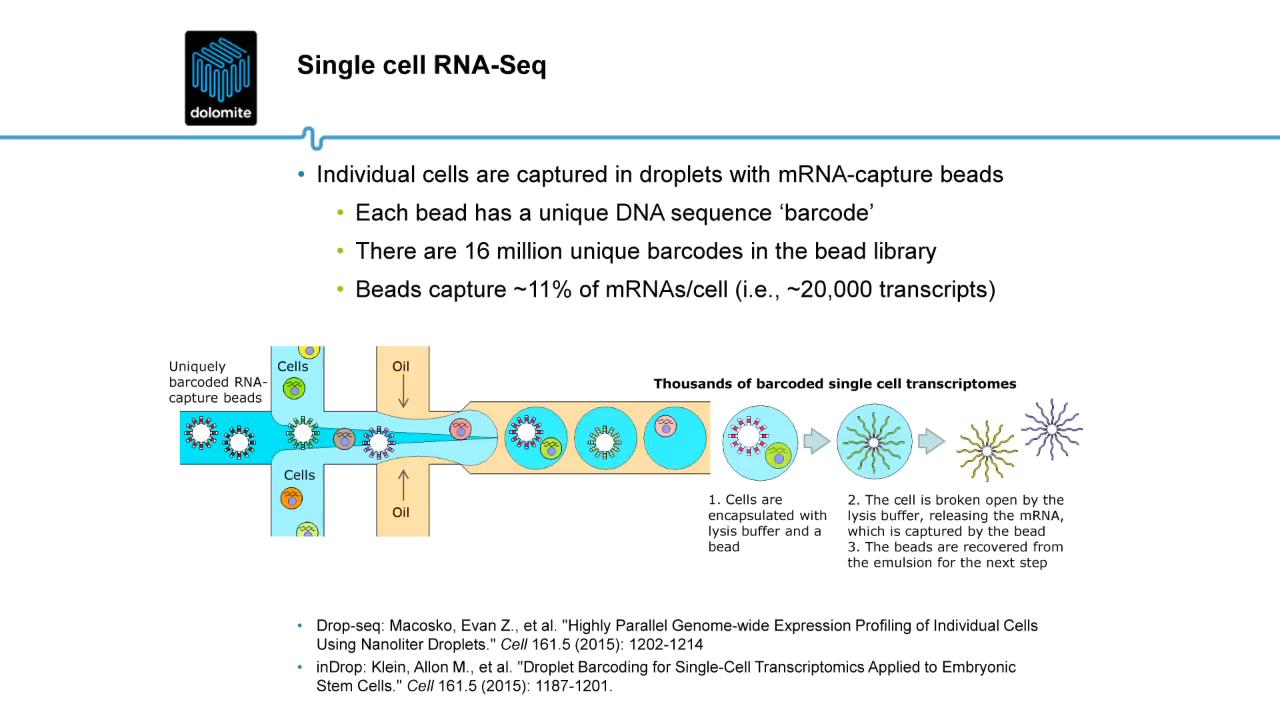 dolomite
Single cell RNA-Seq
• Individual cells are captured in droplets with mRNA-capture beads
• Each bead has a unique DNA sequence ‘barcode’
• There are 16 million unique barcodes in the bead library
• Beads capture ~11% of mRNAs/cell (i.e., ~20,000 transcripts)
Uniquely
barcoded RNA-
capture beads
Cells
Oil
Cells
Oil
Thousands of barcoded single cell transcriptomes
1. Cells are
encapsulated with
lysis buffer and a
bead
2. The cell is broken open by the
lysis buffer, releasing the mRNA,
which is captured by the bead
3. The beads are recovered from
the emulsion for the next step
• Drop-seq: Macosko, Evan Z., et al. "Highly Parallel Genome-wide Expression Profiling of Individual Cells
Using Nanoliter Droplets." Cell 161.5 (2015): 1202-1214
• inDrop: Klein, Allon M., et al. "Droplet Barcoding for Single-Cell Transcriptomics Applied to Embryonic
Stem Cells." Cell 161.5 (2015): 1187-1201.